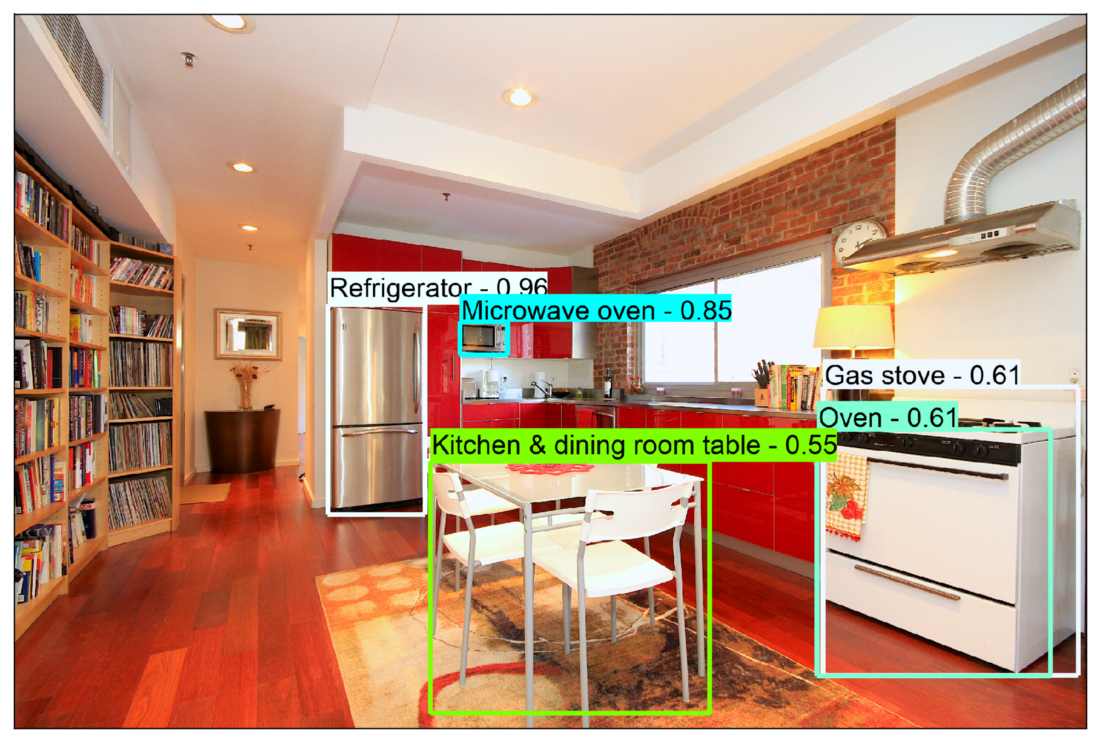 Refrigerator - 0.96
Microwave oven - 0.85
Gas stove - 0.61
Oven - 0.61
Kitchen & dining room table - 0.55